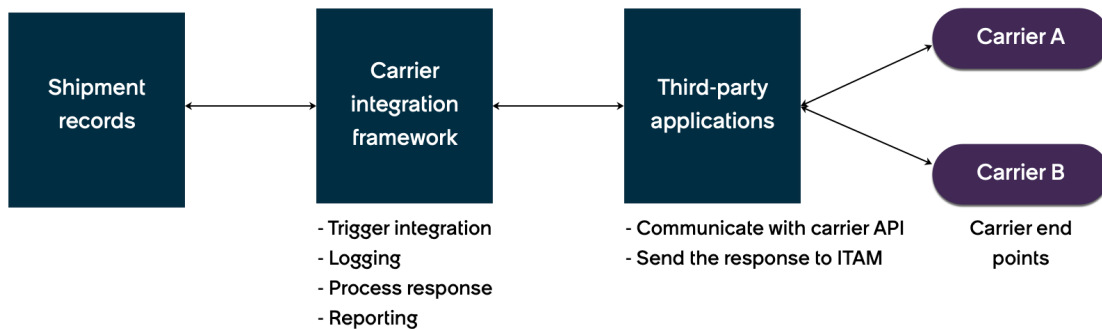 Shipment
records
Carrier
integration
framework
- Trigger integration
- Logging
- Process response
- Reporting
Third-party
applications
- Communicate with carrier API
- Send the response to ITAM
Carrier A
Carrier B
Carrier end
points